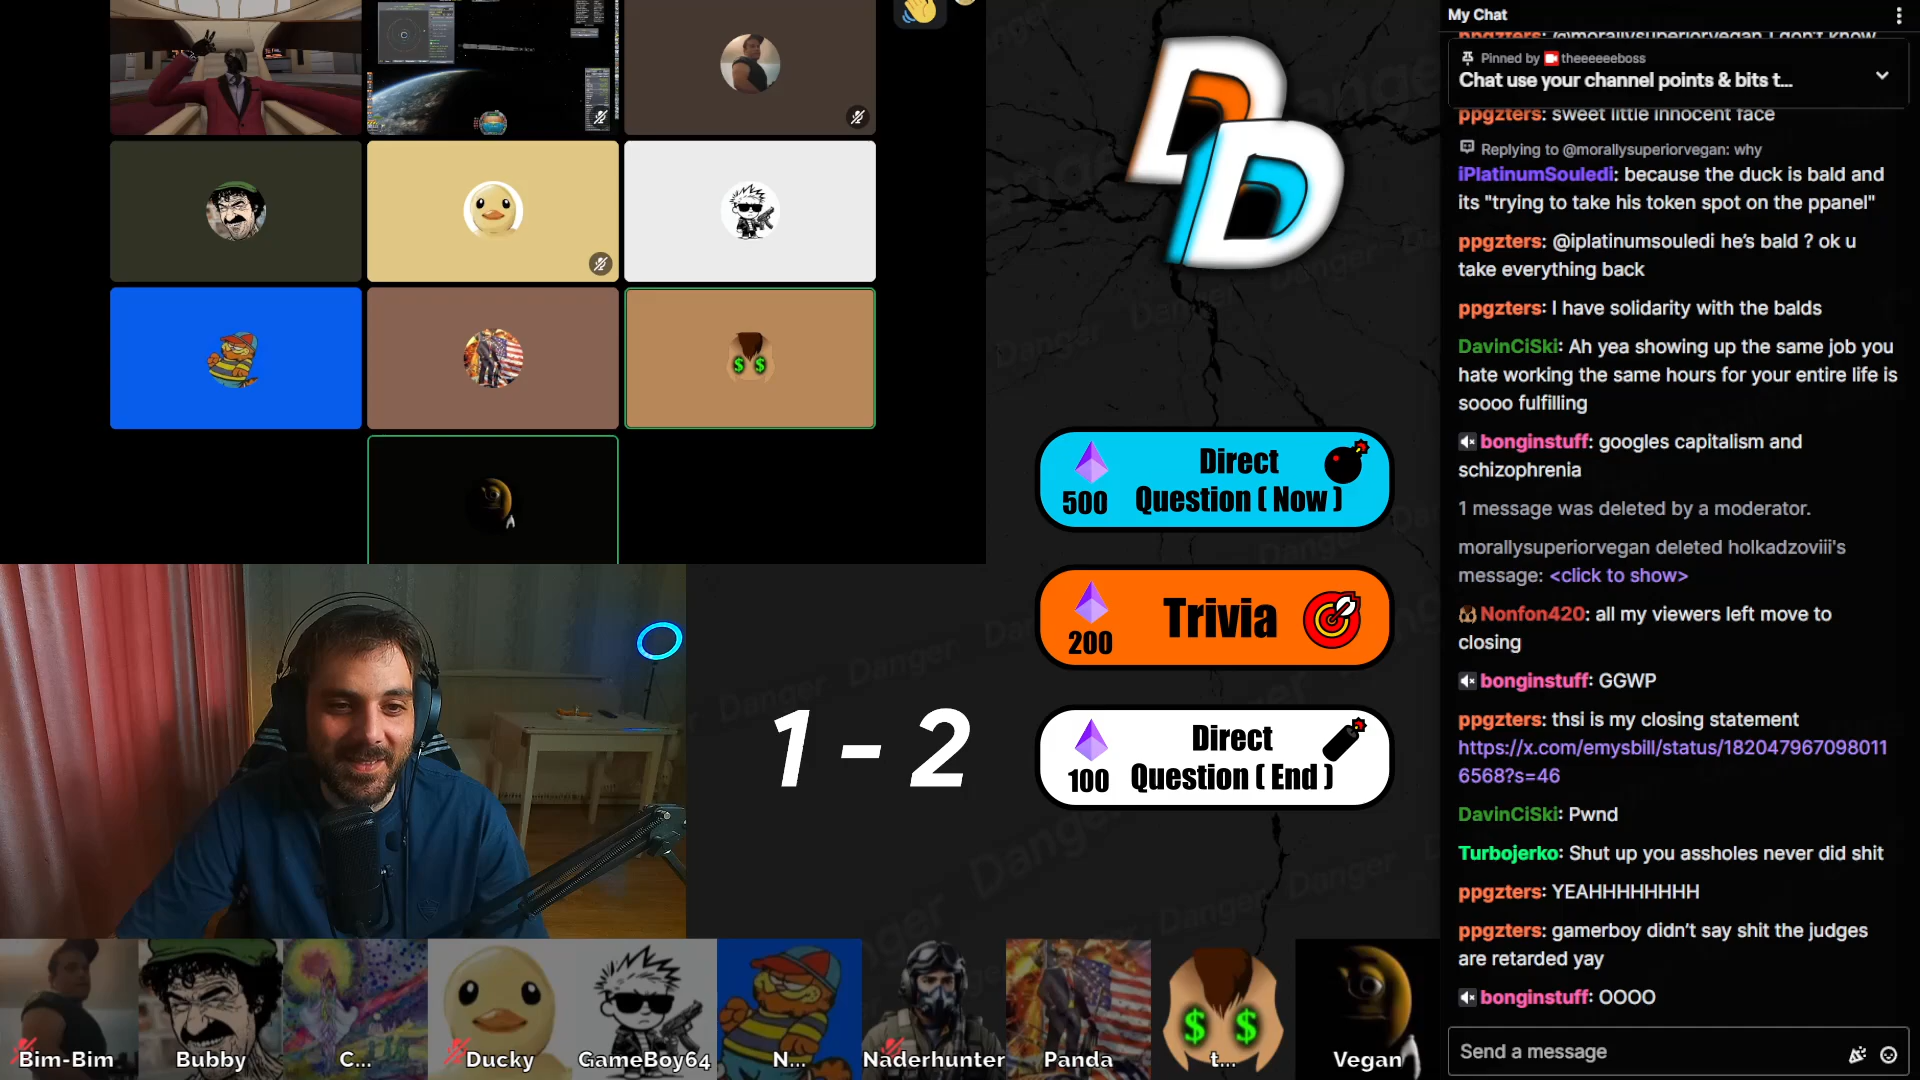 My Chat
ppgzters: @morallysuperiorvegan I don't know
Pinned by theeeeeeboss
Chat use your channel points & bits t...
ppgzters: sweet little innocent face
Replying to @morallysuperiorvegan: why
iPlatinumSouledi: because the duck is bald and
its "trying to take his token spot on the ppanel"
ppgzters: @iplatinumsouledi he's bald ? ok u
take everything back
ppgzters: I have solidarity with the balds
DavinCiSki: Ah yea showing up the same job you
hate working the same hours for your entire life is
soooo fulfilling
bonginstuff: googles capitalism and
schizophrenia
1 message was deleted by a moderator.
morallysuperiorvegan deleted holkadzoviii's
message: <click to show>
Nonfon420: all my viewers left move to
closing
bonginstuff: GGWP
ppgzters: thsi is my closing statement
https://x.com/emysbill/status/182047967098011
6568?s=46
DavinCiSki: Pwnd
Turbojerko: Shut up you assholes never did shit
ppgzters: YEAHHHHHHHH
ppgzters: gamerboy didn't say shit the judges
are retarded yay
bonginstuff: OOOO
Send a message
DD
500 Direct
Question ( Now )
200 Trivia
100 Direct
Question ( End )
1 - 2
Danger
Bim-Bim
Bubby
C...
Ducky
GameBoy64
N...
Naderhunter
Panda
t...
Vegan